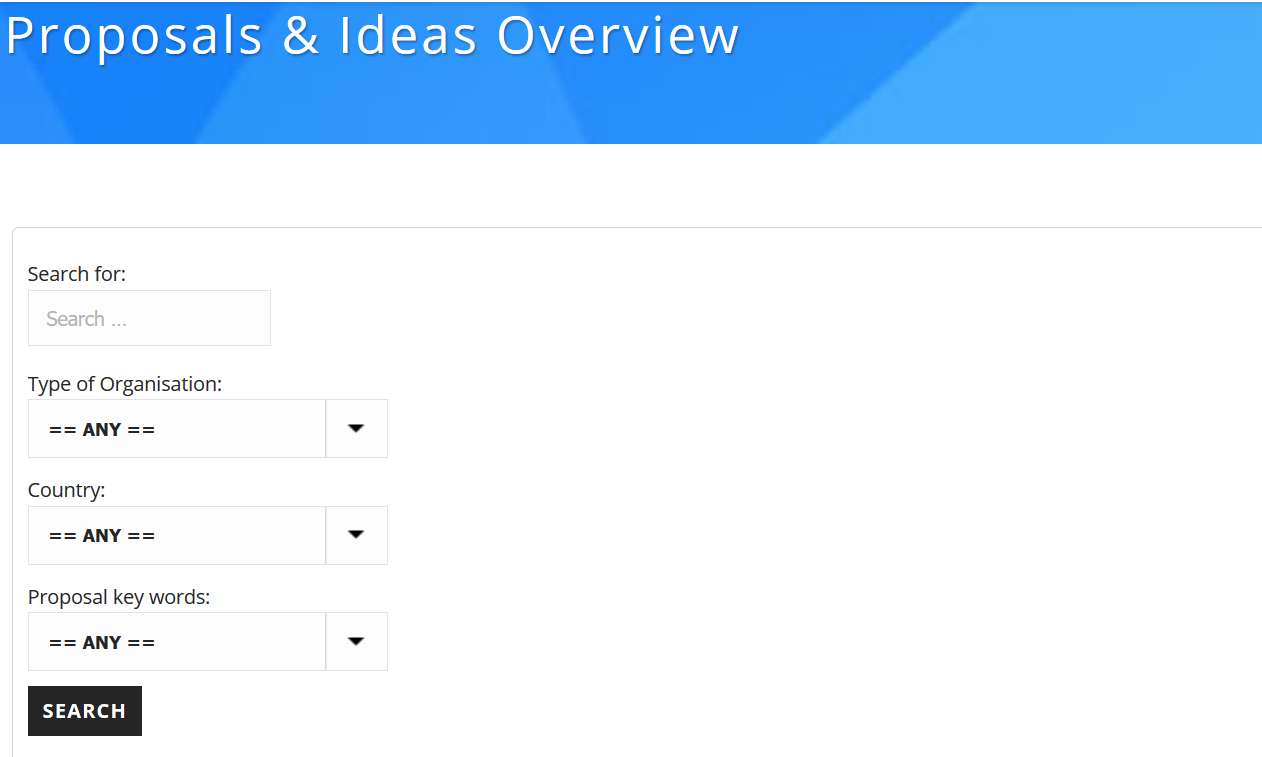 Proposals & Ideas Overview
Search for:
Search ...
Type of Organisation:
== ANY ==
Country:
== ANY ==
Proposal key words:
== ANY ==
SEARCH